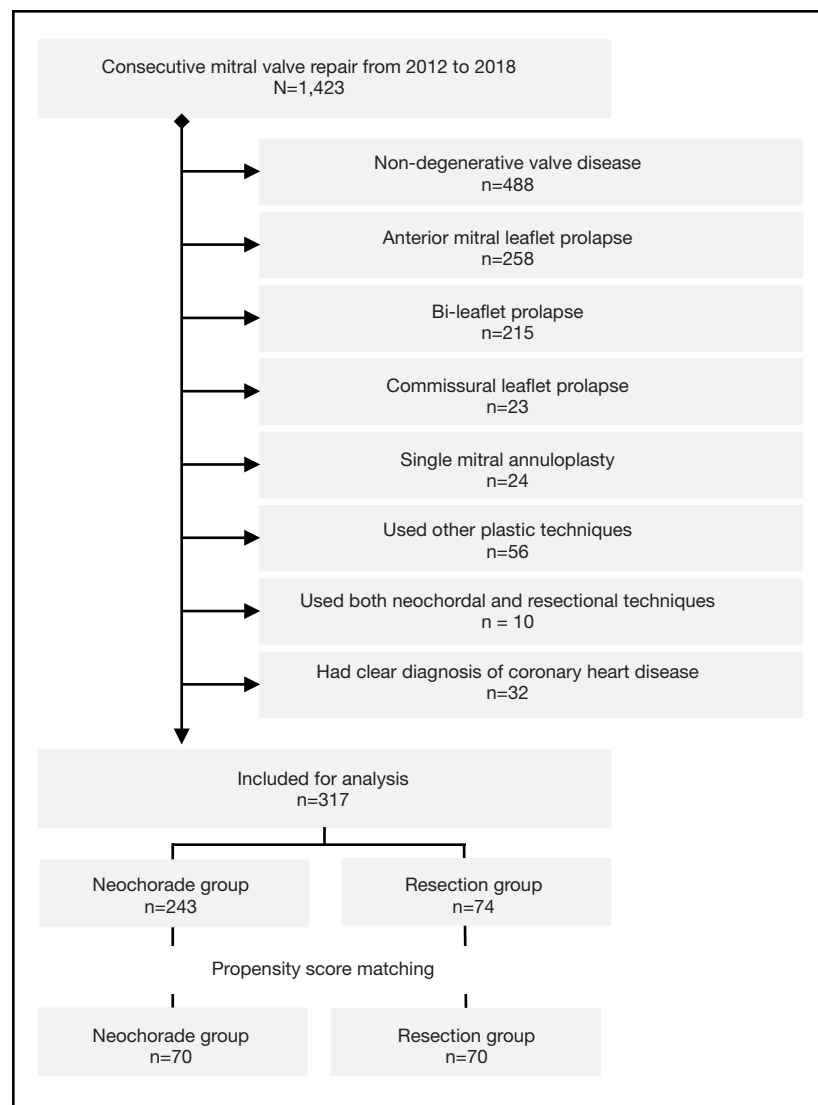 Consecutive mitral valve repair from 2012 to 2018
N=1,423
Non-degenerative valve disease
n=488
Anterior mitral leaflet prolapse
n=258
Bi-leaflet prolapse
n=215
Commissural leaflet prolapse
n=23
Single mitral annuloplasty
n=24
Used other plastic techniques
n=56
Used both neochordal and resectional techniques
n = 10
Had clear diagnosis of coronary heart disease
n=32
Included for analysis
n=317
Neochorade group
n=243
Resection group
n=74
Propensity score matching
Neochorade group
n=70
Resection group
n=70